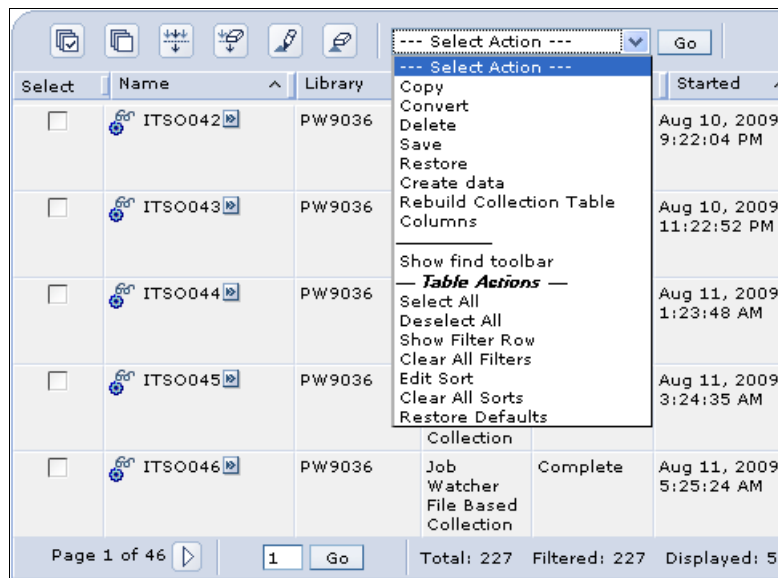 --- Select Action ---
Go
--- Select Action ---
Copy
Convert
Delete
Save
Restore
Create data
Rebuild Collection Table
Columns
Show find toolbar
— Table Actions —
Select All
Deselect All
Show Filter Row
Clear All Filters
Edit Sort
Clear All Sorts
Restore Defaults
Select
Name
Library
Started
ITSO042
PW9036
Aug 10, 2009
9:22:04 PM
ITSO043
PW9036
Aug 10, 2009
11:22:52 PM
ITSO044
PW9036
Aug 11, 2009
1:23:48 AM
ITSO045
PW9036
Collection
Aug 11, 2009
3:24:35 AM
ITSO046
PW9036
Job
Watcher
File Based
Collection
Complete
Aug 11, 2009
5:25:24 AM
Page 1 of 46
1
Go
Total: 227
Filtered: 227
Displayed: 5